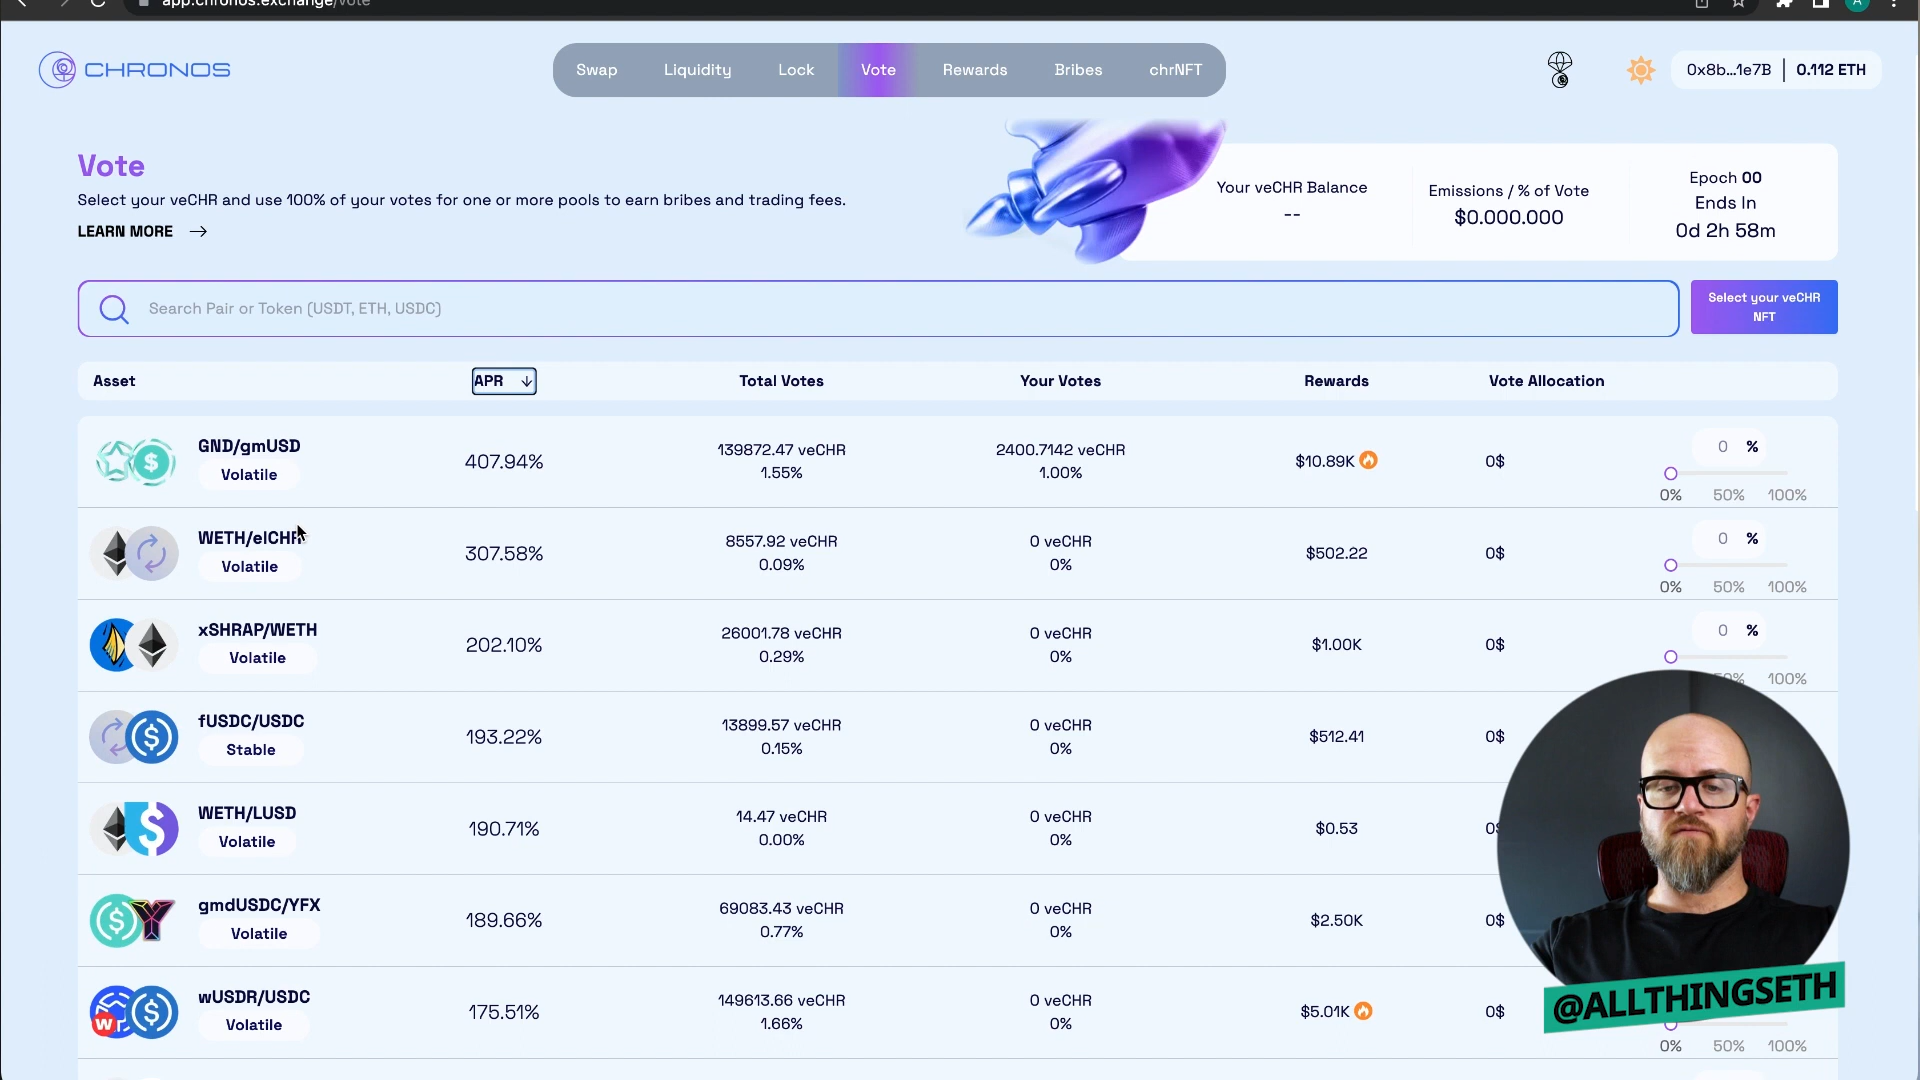 app.chronos.exchange/vote
A
CHRONOS
Swap
Liquidity
Lock
Vote
Rewards
Bribes
chrNFT
0x8b...1e7B | 0.112 ETH
Vote
Select your veCHR and use 100% of your votes for one or more pools to earn bribes and trading fees.
LEARN MORE →
Your veCHR Balance
--
Emissions / % of Vote
$0.000.000
Epoch 00
Ends In
0d 2h 58m
Search Pair or Token (USDT, ETH, USDC)
Select your veCHR
NFT
Asset
APR ↓
Total Votes
Your Votes
Rewards
Vote Allocation
GND/gmUSD
Volatile
407.94%
139872.47 veCHR
1.55%
2400.7142 veCHR
1.00%
$10.89K
0$
0 %
0% 50% 100%
WETH/elCHR
Volatile
307.58%
8557.92 veCHR
0.09%
0 veCHR
0%
$502.22
0$
0 %
0% 50% 100%
xSHRAP/WETH
Volatile
202.10%
26001.78 veCHR
0.29%
0 veCHR
0%
$1.00K
0$
0 %
100%
fUSDC/USDC
Stable
193.22%
13899.57 veCHR
0.15%
0 veCHR
0%
$512.41
0$
WETH/LUSD
Volatile
190.71%
14.47 veCHR
0.00%
0 veCHR
0%
$0.53
0$
gmdUSDC/YFX
Volatile
189.66%
69083.43 veCHR
0.77%
0 veCHR
0%
$2.50K
0$
W
wUSDR/USDC
Volatile
175.51%
149613.66 veCHR
1.66%
0 veCHR
0%
$5.01K
0$
0% 50% 100%
@ALLTHINGSETH